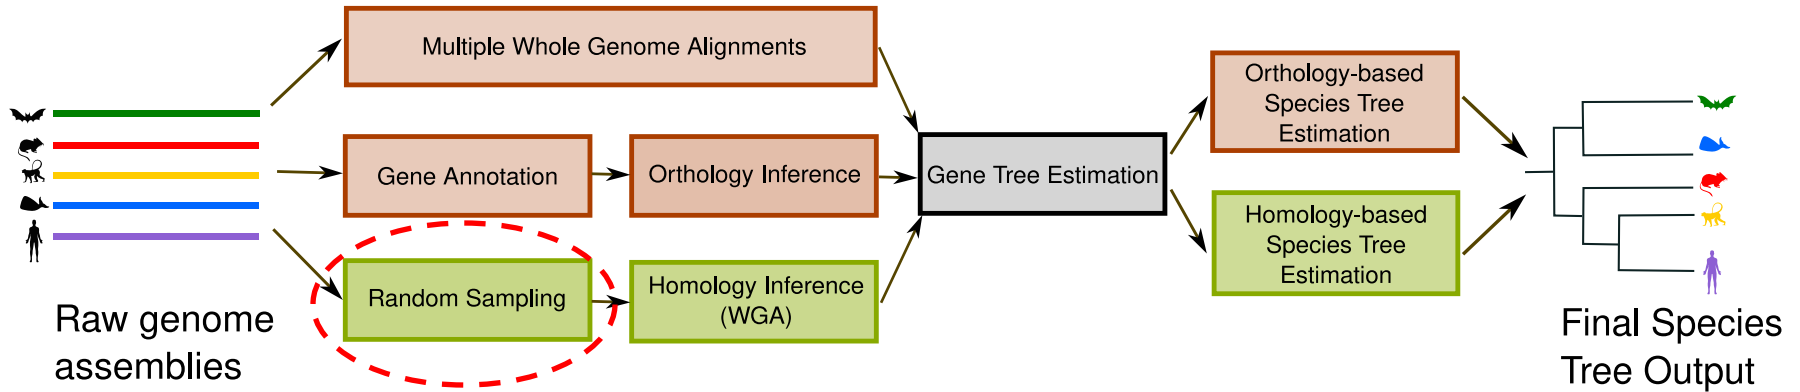 Multiple Whole Genome Alignments
Gene Annotation
Orthology Inference
Random Sampling
Homology Inference
(WGA)
Gene Tree Estimation
Orthology-based
Species Tree
Estimation
Homology-based
Species Tree
Estimation
Raw genome
assemblies
Final Species
Tree Output